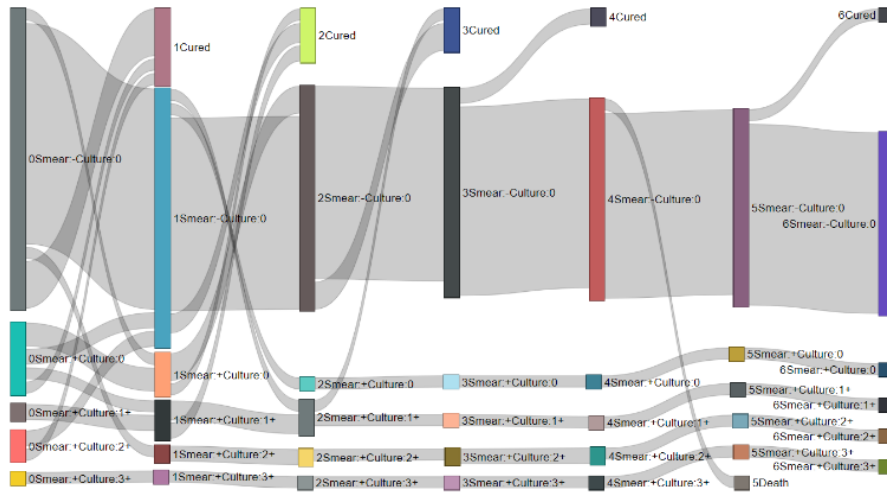 1Cured
2Cured
3Cured
4Cured
6Cured
0Smear:-Culture:0
1Smear:-Culture:0
2Smear:-Culture:0
3Smear:-Culture:0
4Smear:-Culture:0
5Smear:-Culture:0
6Smear:-Culture:0
0Smear:+Culture:0
1Smear:+Culture:0
2Smear:+Culture:0
3Smear:+Culture:0
4Smear:+Culture:0
5Smear:+Culture:0
6Smear:+Culture:0
0Smear:+Culture:1+
1Smear:+Culture:1+
2Smear:+Culture:1+
3Smear:+Culture:1+
4Smear:+Culture:1+
5Smear:+Culture:1+
6Smear:+Culture:1+
0Smear:+Culture:2+
1Smear:+Culture:2+
2Smear:+Culture:2+
3Smear:+Culture:2+
4Smear:+Culture:2+
5Smear:+Culture:2+
6Smear:+Culture:2+
0Smear:+Culture:3+
1Smear:+Culture:3+
2Smear:+Culture:3+
3Smear:+Culture:3+
4Smear:+Culture:3+
5Smear:+Culture:3+
6Smear:+Culture:3+
5Death